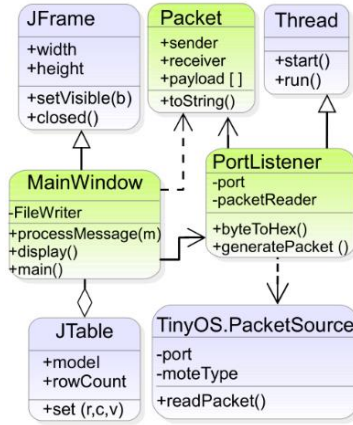 JFrame
+width
+height
+setVisible(b)
+closed()
Packet
+sender
+receiver
+payload [ ]
+toString()
Thread
+start()
+run()
MainWindow
-FileWriter
+processMessage(m)
+display()
+main()
PortListener
-port
-packetReader
+byteToHex()
+generatePacket ()
JTable
+model
+rowCount
+set (r,c,v)
TinyOS.PacketSource
-port
-moteType
+readPacket()